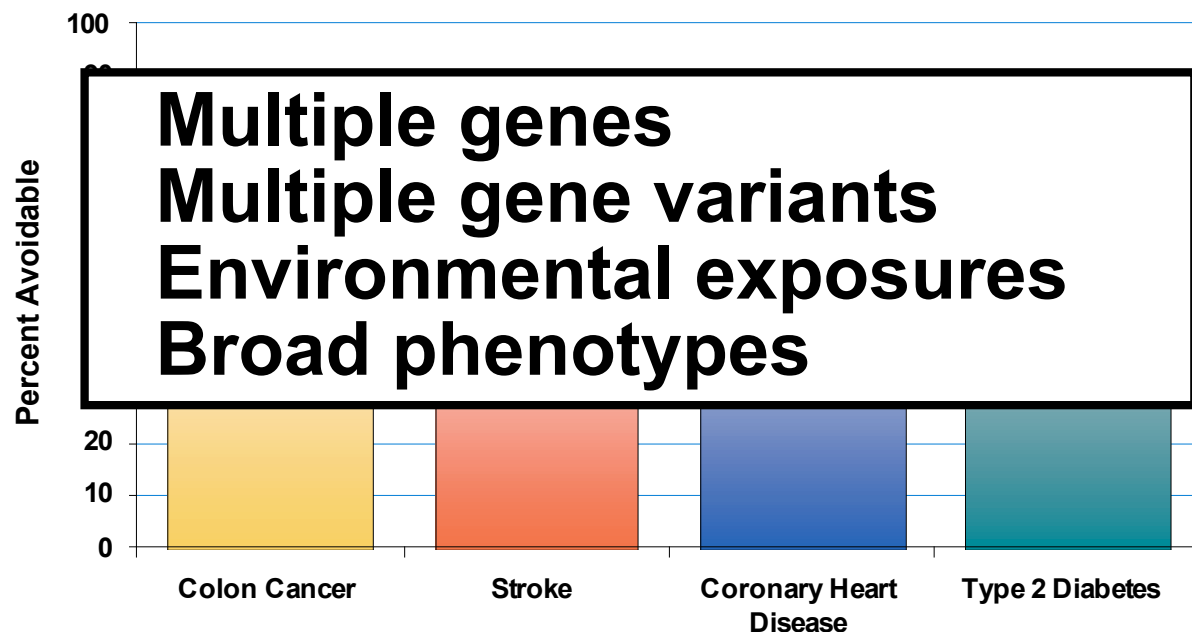 100
Multiple genes
Multiple gene variants
Environmental exposures
Broad phenotypes
Percent Avoidable
20
10
0
Colon Cancer
Stroke
Coronary Heart
Disease
Type 2 Diabetes